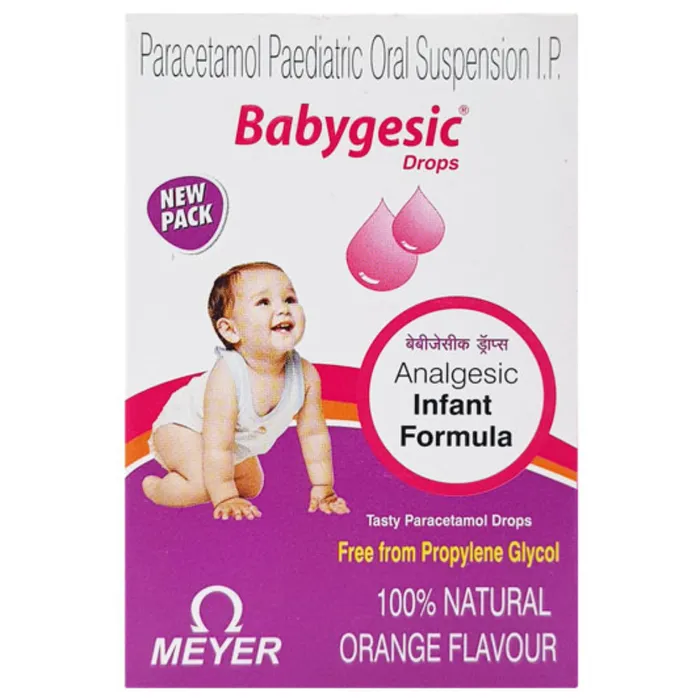 Paracetamol Paediatric Oral Suspension I.P.
Babygesic®
Drops
NEW
PACK
बेबीजेसीक ड्रॉप्स
Analgesic
Infant
Formula
Tasty Paracetamol Drops
Free from Propylene Glycol
100% NATURAL
ORANGE FLAVOUR
MEYER